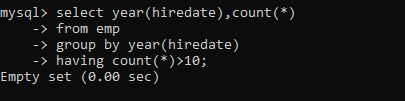 mysql> select year(hiredate),count(*)
    -> from emp
    -> group by year(hiredate)
    -> having count(*)>10;
Empty set (0.00 sec)